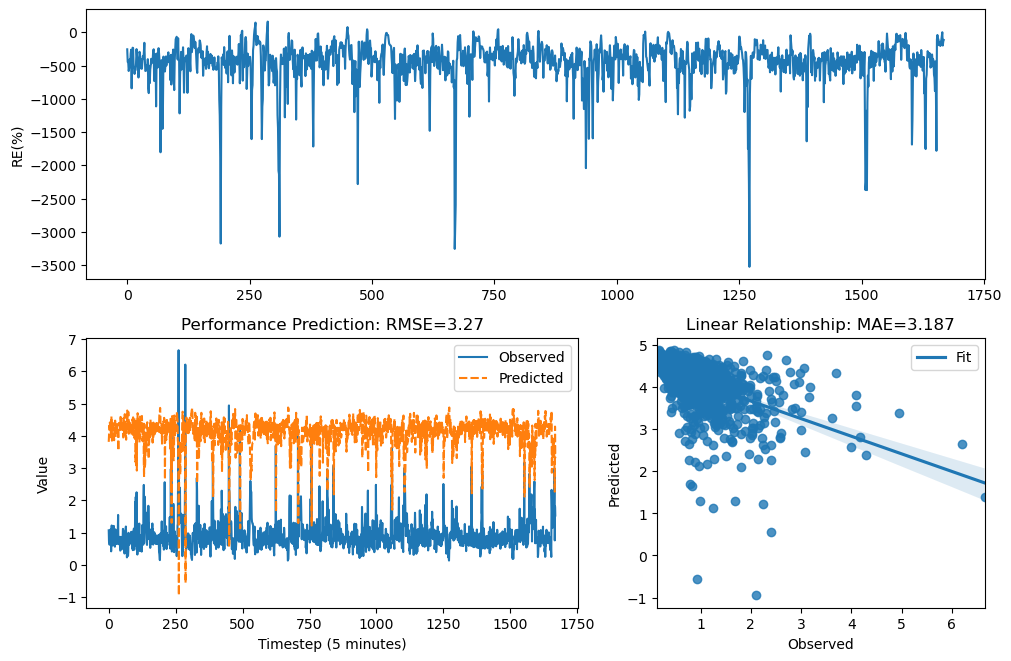 0
−500
−1000
−1500
−2000
−2500
−3000
−3500
RE(%)
0 250 500 750 1000 1250 1500 1750
Performance Prediction: RMSE=3.27
7
6
5
4
3
2
1
0
−1
Value
Observed
Predicted
0 250 500 750 1000 1250 1500 1750
Timestep (5 minutes)
Linear Relationship: MAE=3.187
5
4
3
2
1
0
−1
Predicted
Fit
1 2 3 4 5 6
Observed